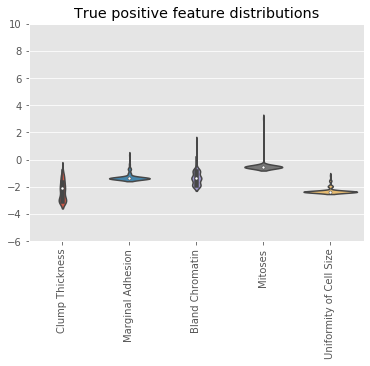 True positive feature distributions
10
8
6
4
2
0
−2
−4
−6
Clump Thickness
Marginal Adhesion
Bland Chromatin
Mitoses
Uniformity of Cell Size